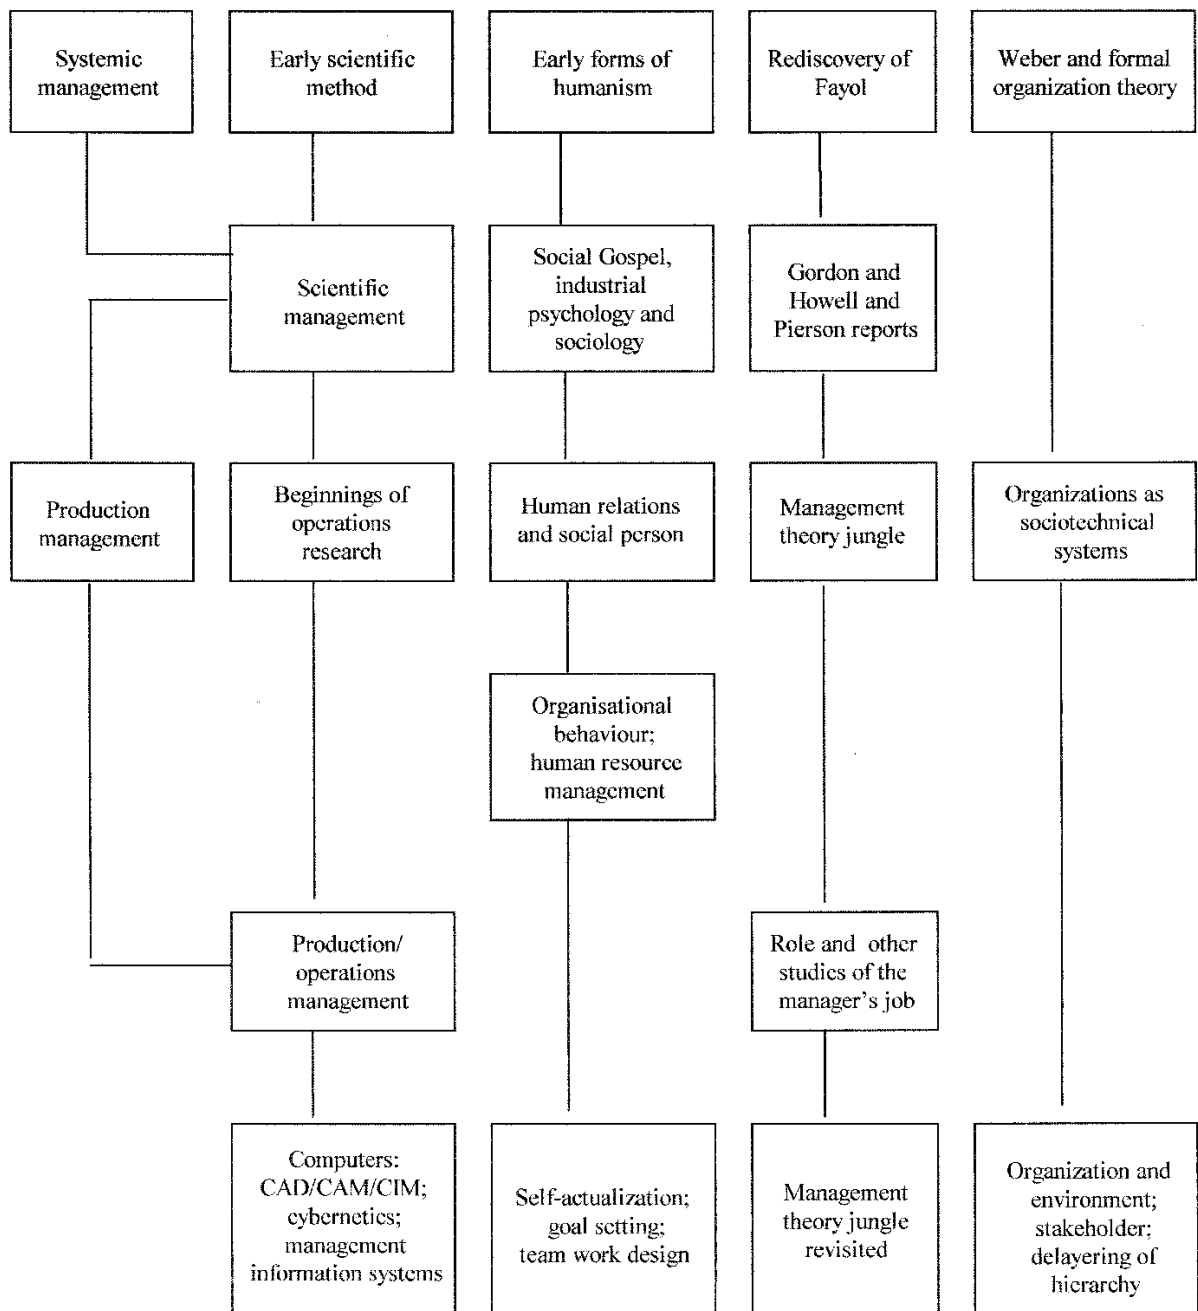 Systemic
management
Early scientific
method
Early forms of
humanism
Rediscovery of
Fayol
Weber and formal
organization theory
Scientific
management
Social Gospel,
industrial
psychology and
sociology
Gordon and
Howell and
Pierson reports
Production
management
Beginnings of
operations
research
Human relations
and social person
Management
theory jungle
Organizations as
sociotechnical
systems
Organisational
behaviour;
human resource
management
Production/
operations
management
Role and other
studies of the
manager's job
Computers:
CAD/CAM/CIM;
cybernetics;
management
information systems
Self-actualization;
goal setting;
team work design
Management
theory jungle
revisited
Organization and
environment;
stakeholder;
delayering of
hierarchy